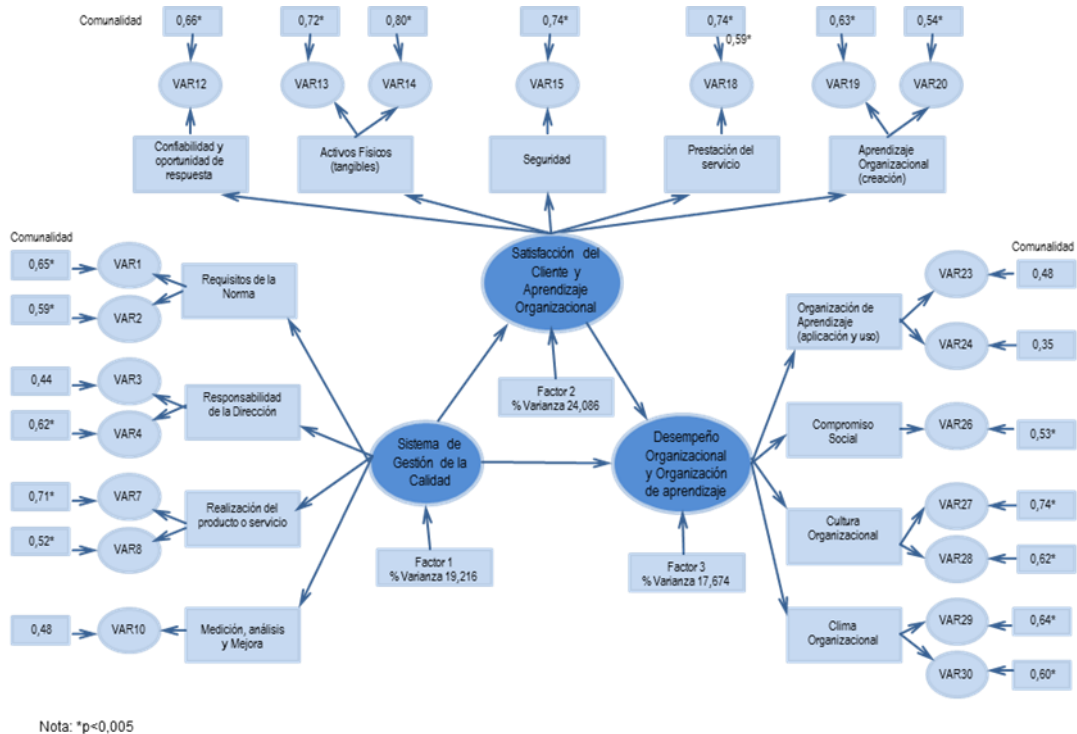 Comunalidad
0,66*
0,72*
0,80*
0,74*
0,74*
0,59*
0,63*
0,54*
VAR12
VAR13
VAR14
VAR15
VAR18
VAR19
VAR20
Confiabilidad y
oportunidad de
respuesta
Activos Físicos
(tangibles)
Seguridad
Prestación del
servicio
Aprendizaje
Organizacional
(creación)
Satisfacción del
Cliente y
Aprendizaje
Organizacional
Factor 2
% Varianza 24,086
Comunalidad
0,65*
VAR1
0,59*
VAR2
Requisitos de la
Norma
0,44
VAR3
0,62*
VAR4
Responsabilidad
de la Dirección
0,71*
VAR7
0,52*
VAR8
Realización del
producto o servicio
0,48
VAR10
Medición, análisis
y Mejora
Sistema de
Gestión de la
Calidad
Factor 1
% Varianza 19,216
Desempeño
Organizacional
y Organización
de aprendizaje
Factor 3
% Varianza 17,674
Comunalidad
Organización de
Aprendizaje
(aplicación y uso)
VAR23
0,48
VAR24
0,35
Compromiso
Social
VAR26
0,53*
Cultura
Organizacional
VAR27
0,74*
VAR28
0,62*
Clima
Organizacional
VAR29
0,64*
VAR30
0,60*
Nota: *p<0,005